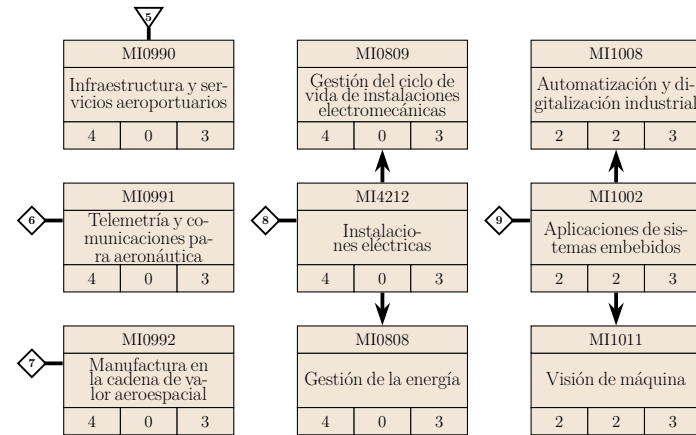 5
MI0990
Infraestructura y ser-
vicios aeroportuarios
4 0 3
MI0809
Gestión del ciclo de
vida de instalaciones
electromecánicas
4 0 3
MI1008
Automatización y di-
gitalización industrial
2 2 3
6
MI0991
Telemetría y co-
municaciones pa-
ra aeronáutica
4 0 3
8
MI4212
Instalacio-
nes eléctricas
4 0 3
9
MI1002
Aplicaciones de sis-
temas embebidos
2 2 3
7
MI0992
Manufactura en
la cadena de va-
lor aeroespacial
4 0 3
MI0808
Gestión de la energía
4 0 3
MI1011
Visión de máquina
2 2 3